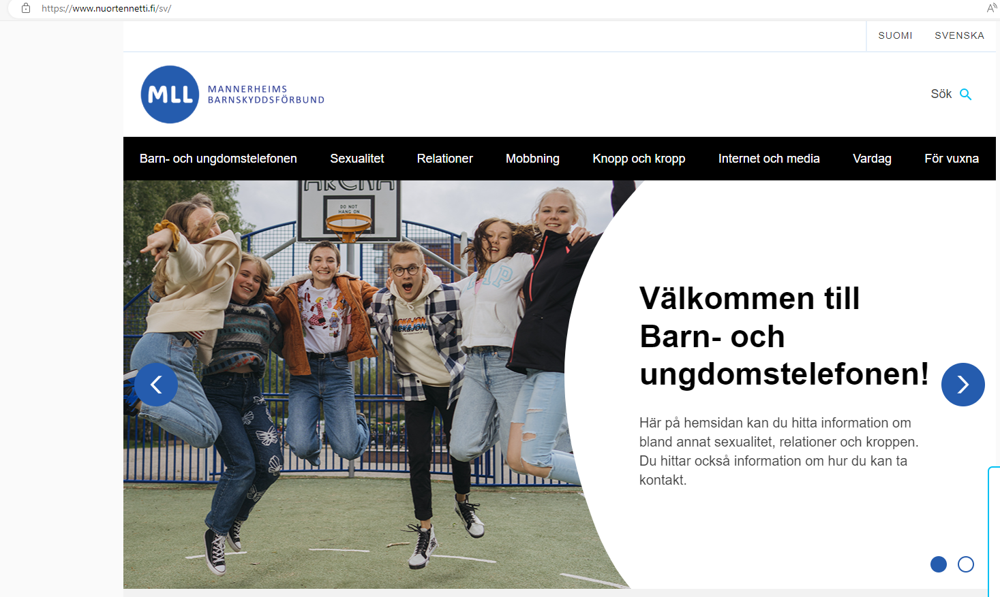 https://www.nuortennetti.fi/sv/
SUOMI SVENSKA
MLL
MANNERHEIMS
BARNSKYDDSFÖRBUND
Sök
Barn- och ungdomstelefonen Sexualitet Relationer Mobbning Knopp och kropp Internet och media Vardag För vuxna
ARENA
DO NOT
HANG ON
Välkommen till
Barn- och
ungdomstelefonen!
Här på hemsidan kan du hitta information om
bland annat sexualitet, relationer och kroppen.
Du hittar också information om hur du kan ta
kontakt.